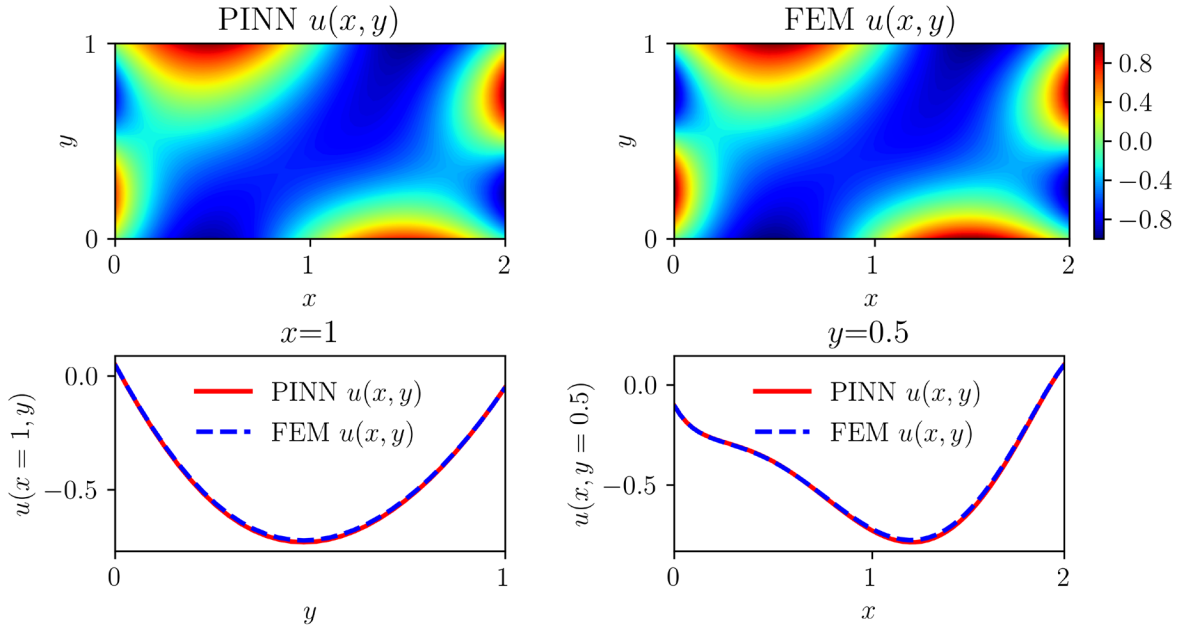 PINN u(x, y)
FEM u(x, y)
1
y
0
0
1
2
x
1
y
0
0
1
2
x
0.8
0.4
0.0
−0.4
−0.8
x=1
y=0.5
0.0
−0.5
u(x = 1, y)
PINN u(x, y)
FEM u(x, y)
0
1
y
0.0
−0.5
u(x, y = 0.5)
PINN u(x, y)
FEM u(x, y)
0
1
2
x